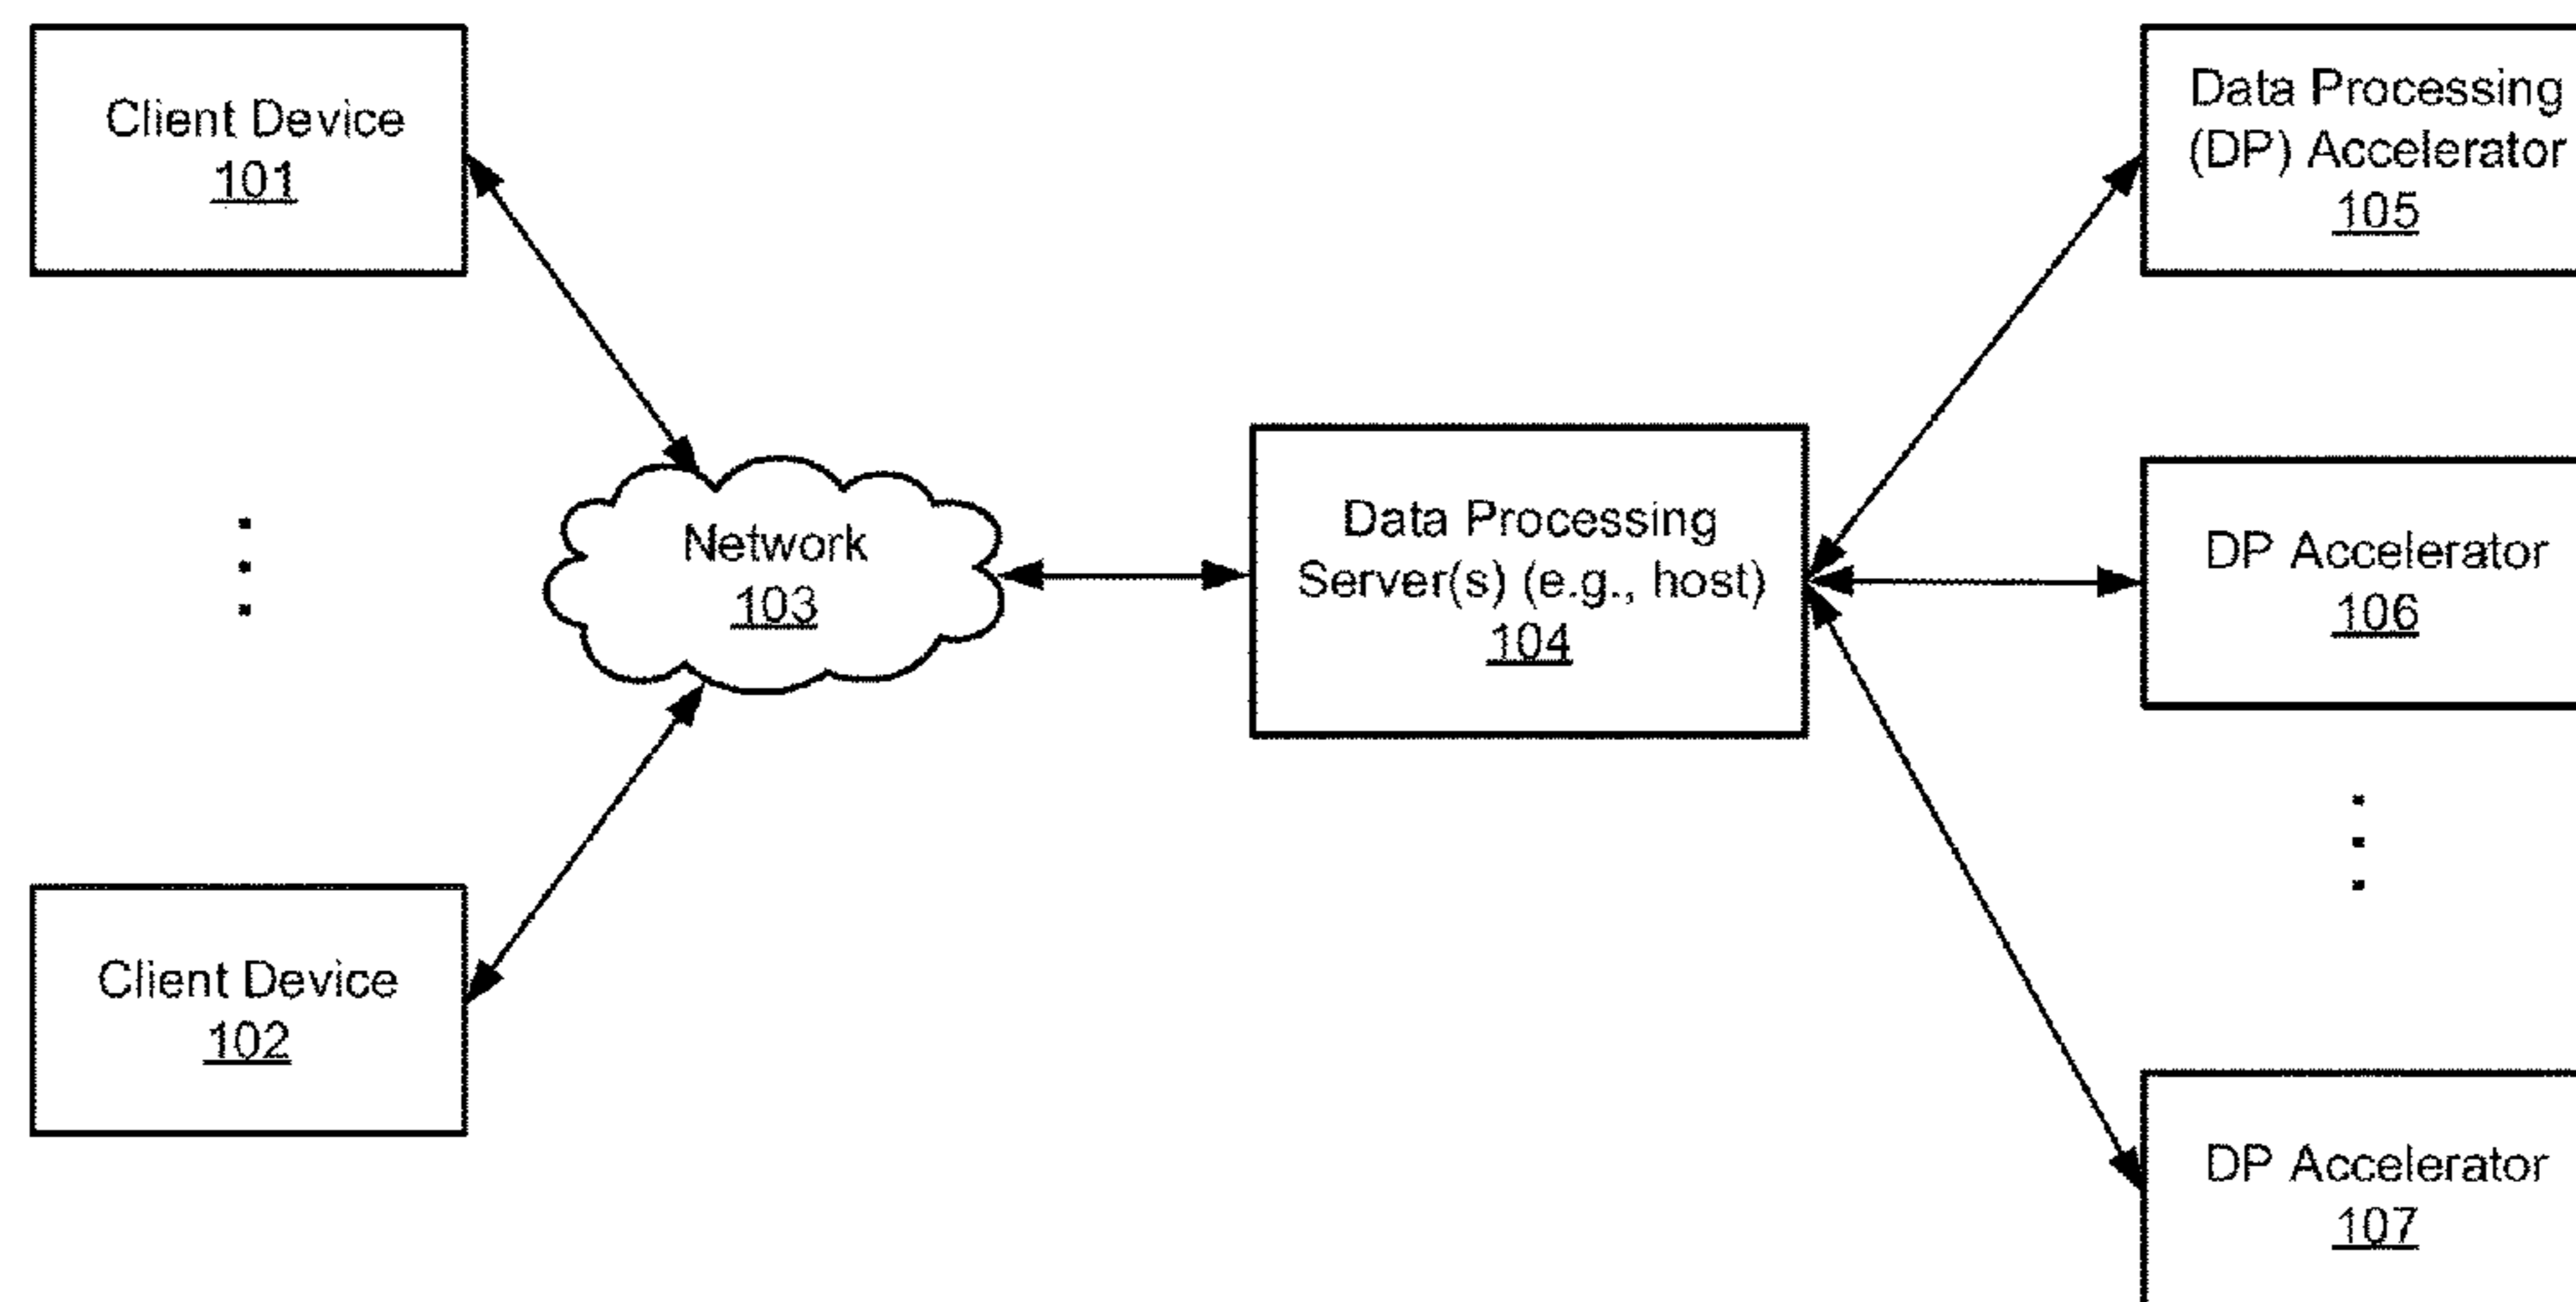 Client Device
101
Client Device
102
Network
103
Data Processing
Server(s) (e.g., host)
104
Data Processing
(DP) Accelerator
105
DP Accelerator
106
DP Accelerator
107